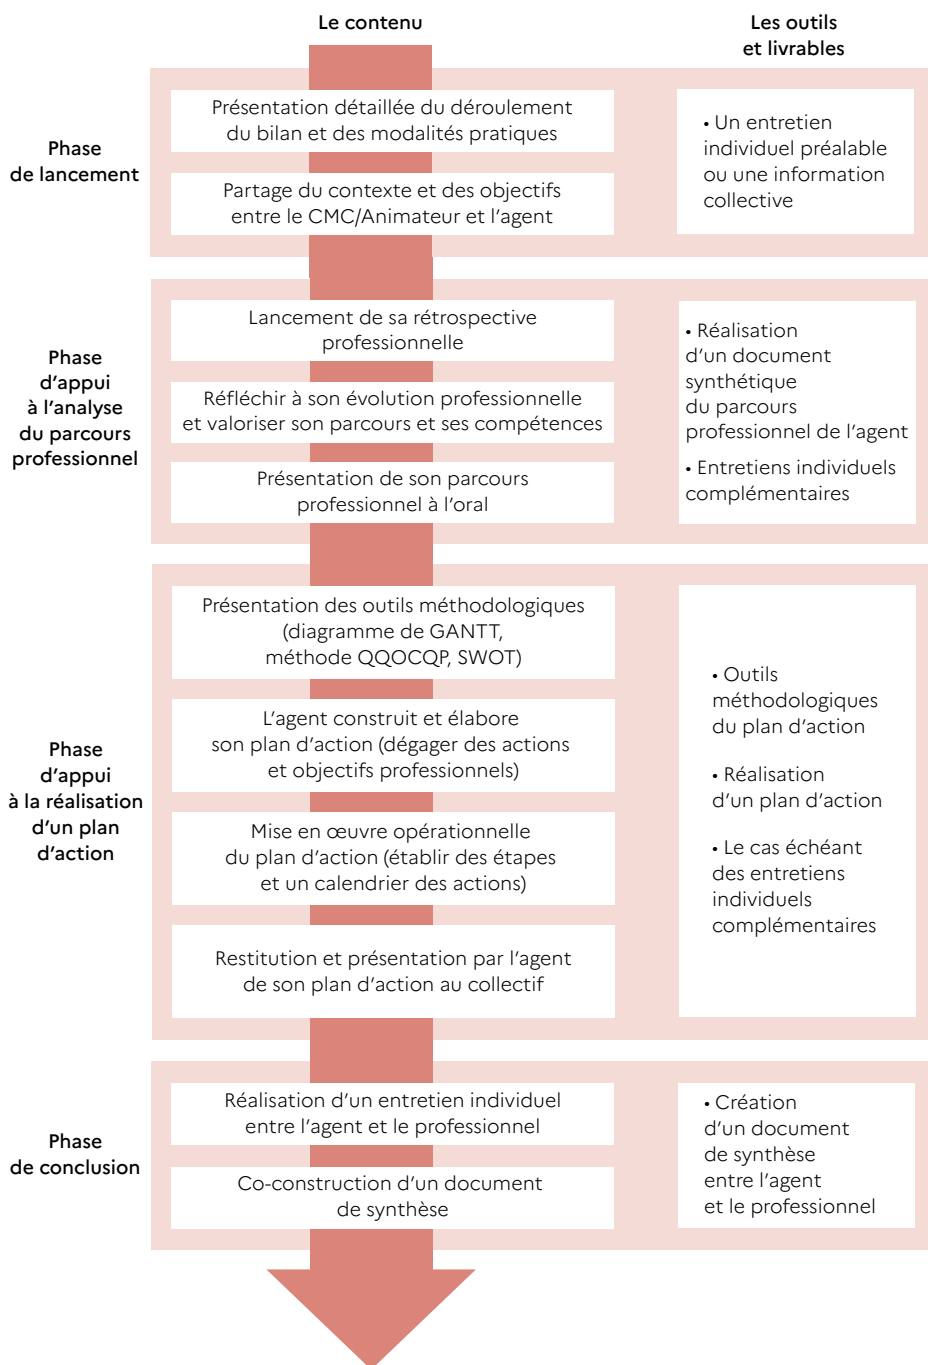 Le contenu
Les outils
et livrables
Phase
de lancement
Présentation détaillée du déroulement
du bilan et des modalités pratiques
Partage du contexte et des objectifs
entre le CMC/Animateur et l’agent
• Un entretien
individuel préalable
ou une information
collective
Phase
d’appui
à l’analyse
du parcours
professionnel
Lancement de sa rétrospective
professionnelle
Réfléchir à son évolution professionnelle
et valoriser son parcours et ses compétences
Présentation de son parcours
professionnel à l’oral
• Réalisation
d’un document
synthétique
du parcours
professionnel de l’agent
• Entretiens individuels
complémentaires
Phase
d’appui
à la réalisation
d’un plan
d’action
Présentation des outils méthodologiques
(diagramme de GANTT,
méthode QQOCQP, SWOT)
L’agent construit et élabore
son plan d’action (dégager des actions
et objectifs professionnels)
Mise en œuvre opérationnelle
du plan d’action (établir des étapes
et un calendrier des actions)
Restitution et présentation par l’agent
de son plan d’action au collectif
• Outils
méthodologiques
du plan d’action
• Réalisation
d’un plan d’action
• Le cas échéant
des entretiens
individuels
complémentaires
Phase
de conclusion
Réalisation d’un entretien individuel
entre l’agent et le professionnel
Co-construction d’un document
de synthèse
• Création
d’un document
de synthèse
entre l’agent
et le professionnel